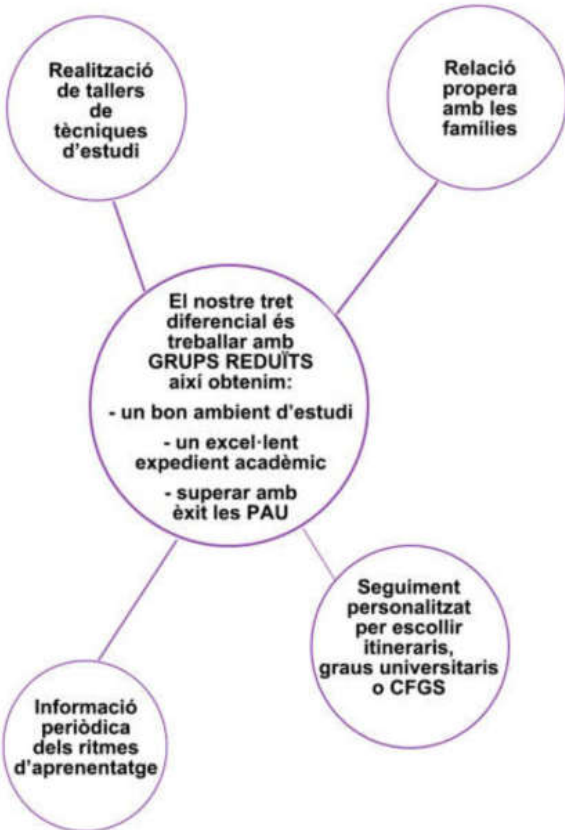 Realització
de tallers
de
tècniques
d'estudi
Relació
propera
amb les
famílies
El nostre tret
diferencial és
treballar amb
GRUPS REDUÏTS
així obtenim:
- un bon ambient d'estudi
- un excel·lent
expedient acadèmic
- superar amb
èxit les PAU
Seguiment
personalitzat
per escollir
itineraris,
graus universitaris
o CFGS
Informació
periòdica
dels ritmes
d'aprenentatge